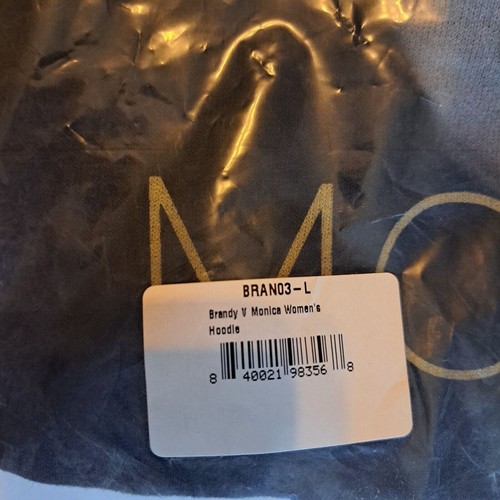 MO
BRAN03-L
Brandy V Monica Women's
Hoodie
8 40021 98356 8